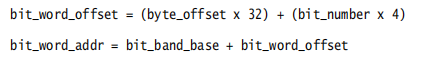 bit_word_offset = (byte_offset x 32) + (bit_number x 4)
bit_word_addr = bit_band_base + bit_word_offset